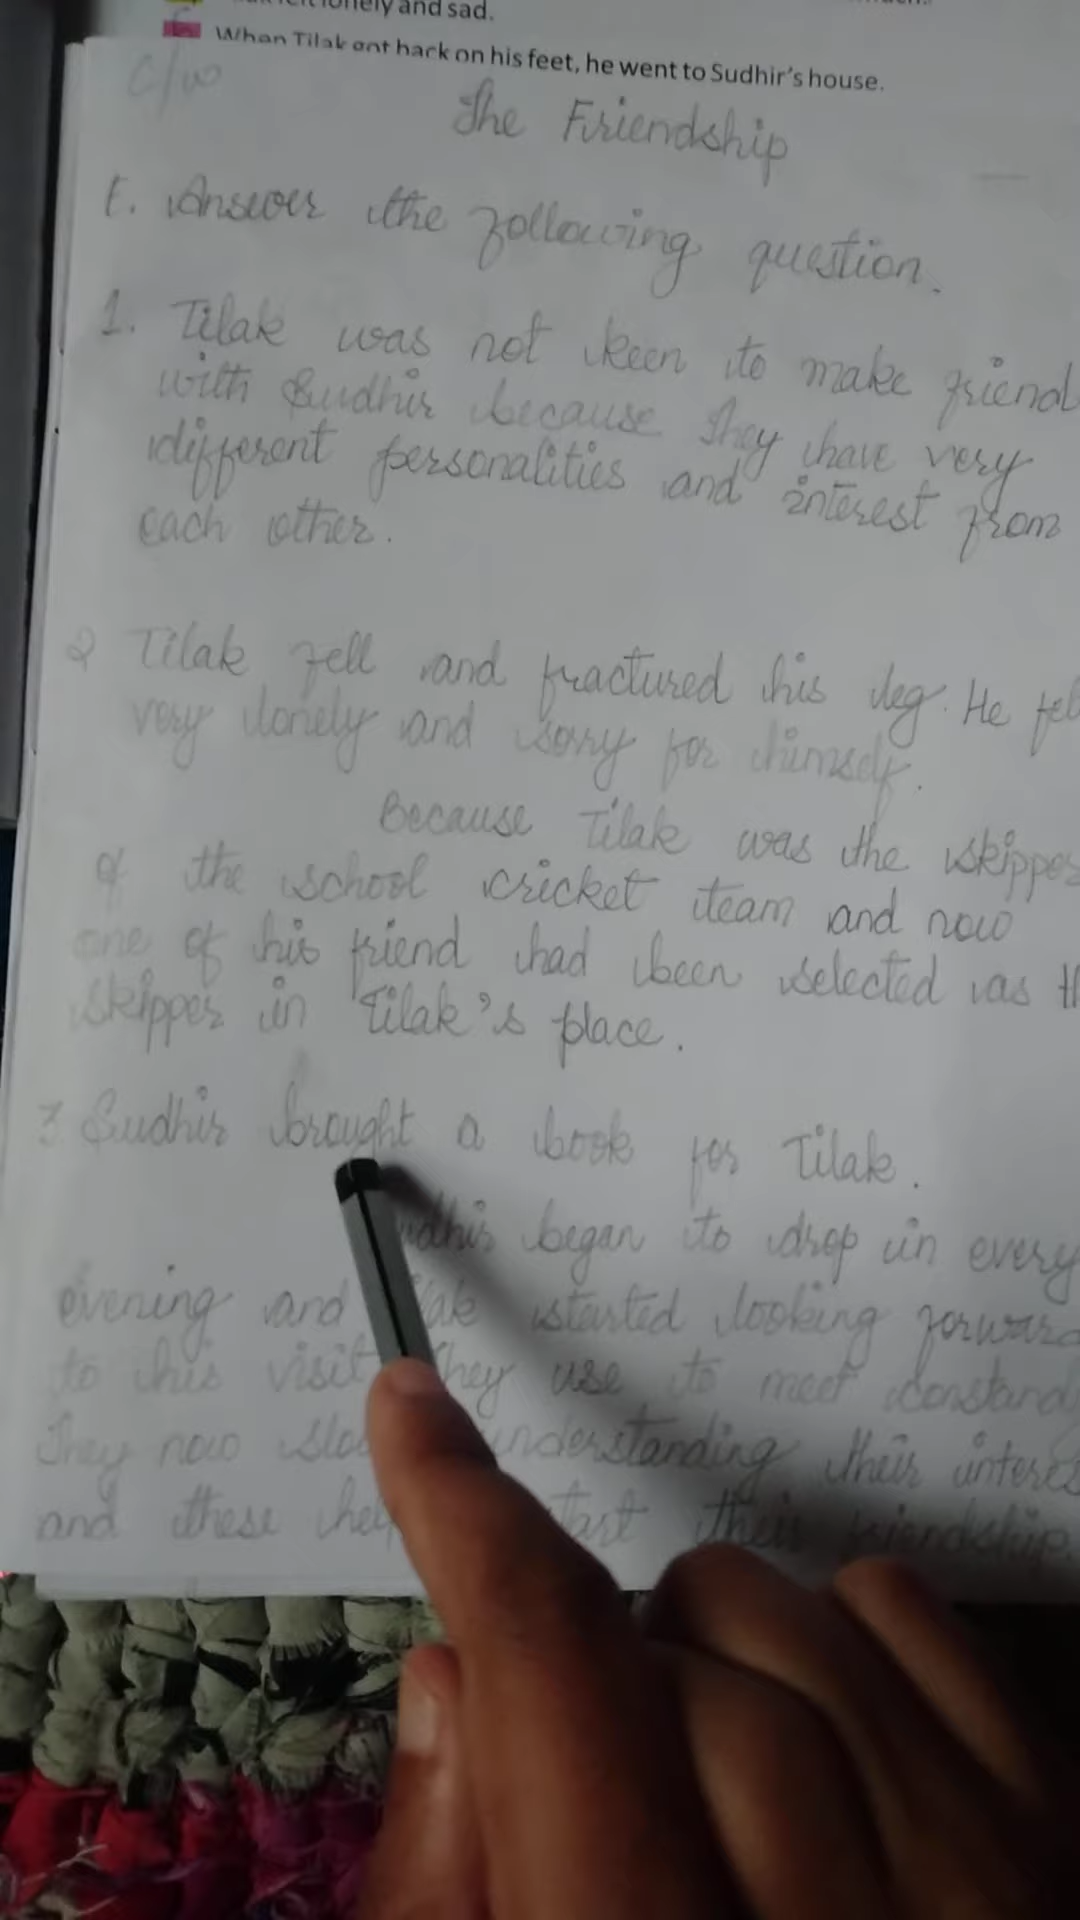 lonely and sad.
When Tilak got back on his feet, he went to Sudhir's house.
C/w
The Friendship
E. Answer the following question.
1. Tilak was not keen to make friend
with Sudhir because they have very
different personalities and interest from
each other.
2 Tilak fell and fractured his leg. He fel
very lonely and sorry for himself.
Because Tilak was the skipper
of the school cricket team and now
one of his friend had been selected as th
skipper in Tilak's place.
3 Sudhir brought a book for Tilak.
began to drop in every
evening and started looking forward
to his visit They use to meet
They now understanding their
and these their friendship.